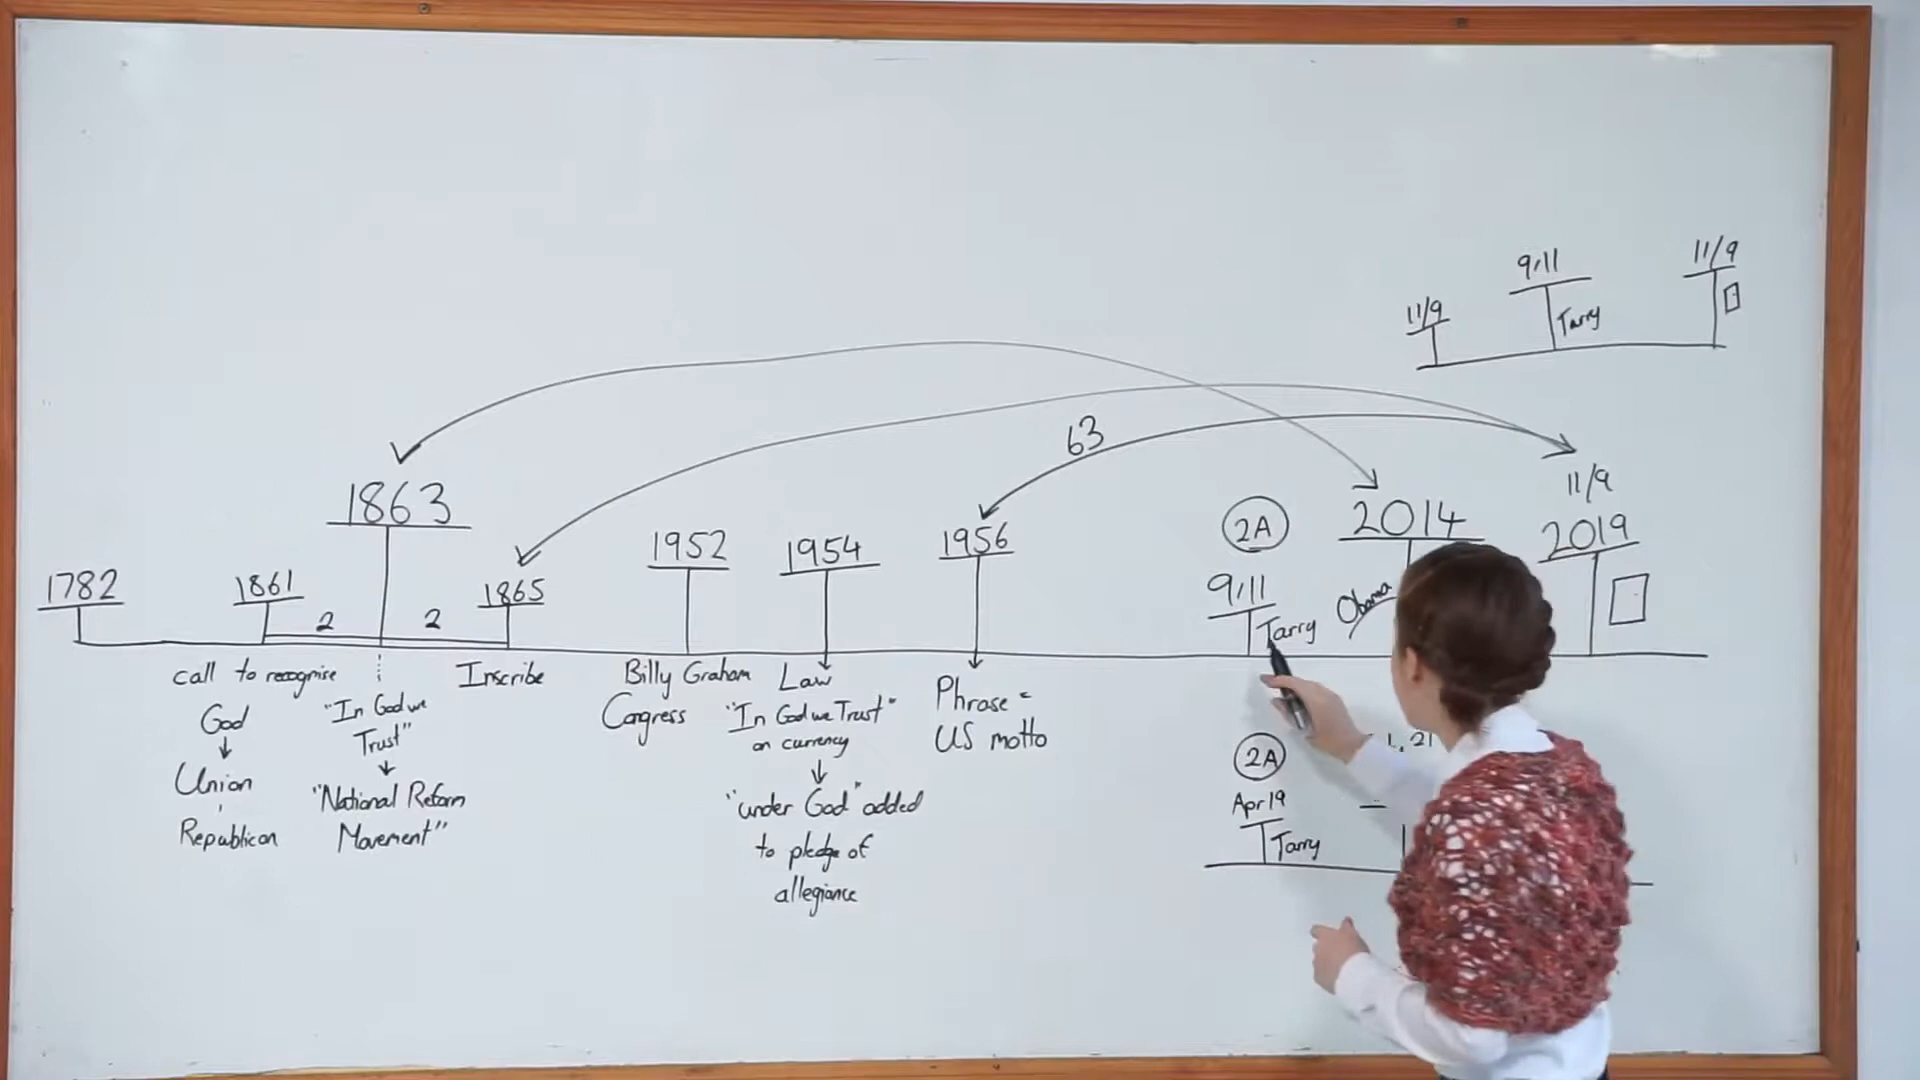 11/9
9/11
11/9
Tarry
63
11/9
1863
2A
2014
2019
1952
1954
1956
1782
1861
1865
9/11
Obama
2
2
Tarry
call to recognise
God
Union
Republican
"In God we
Trust"
"National Reform
Movement"
Inscribe
Billy Graham
Congress
Law
"In God we Trust"
on currency
"under God" added
to pledge of
allegiance
Phrase =
US motto
21
2A
Apr 19
Tarry